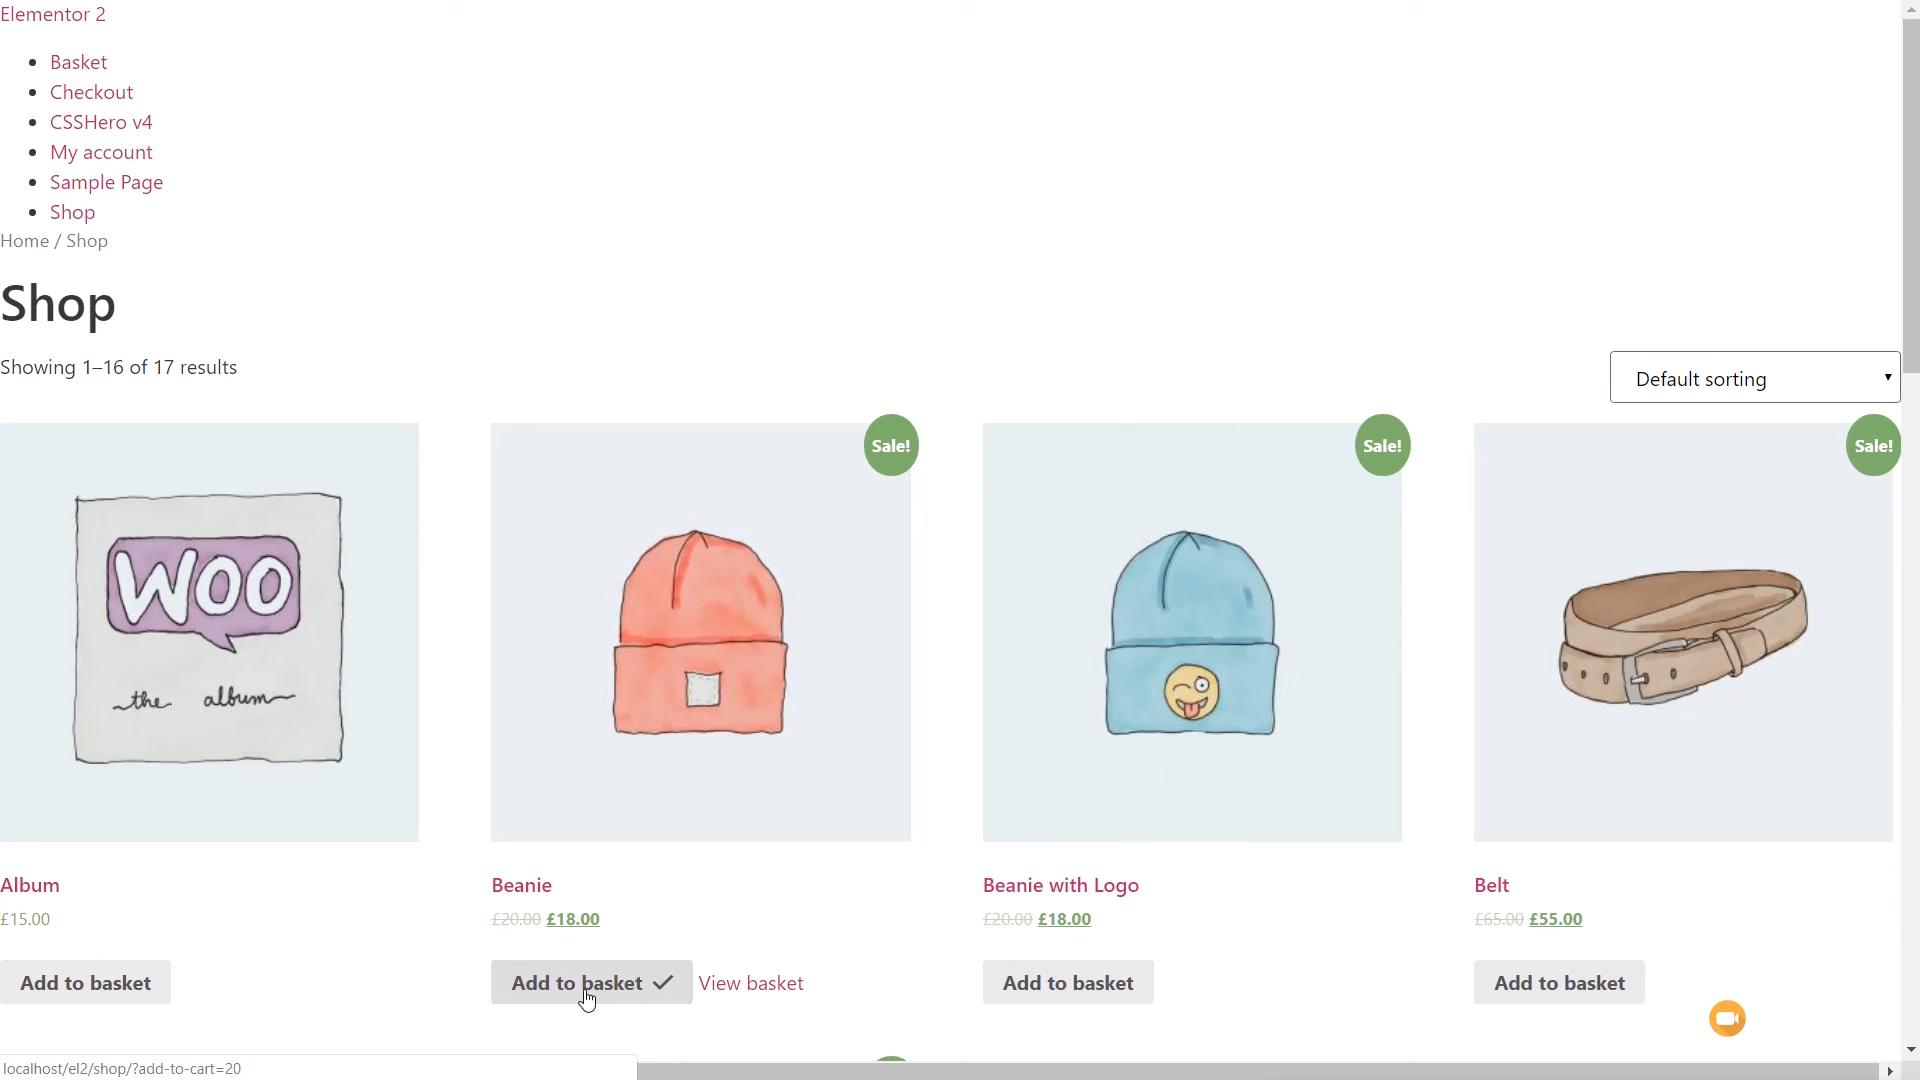 Elementor 2
Basket
Checkout
CSSHero v4
My account
Sample Page
Shop
Home / Shop
Shop
Showing 1–16 of 17 results
Default sorting
Sale!
Sale!
Sale!
WOO
the album
Album
Beanie
Beanie with Logo
Belt
£15.00
£20.00 £18.00
£20.00 £18.00
£65.00 £55.00
Add to basket
Add to basket
View basket
Add to basket
Add to basket
localhost/el2/shop/?add-to-cart=20